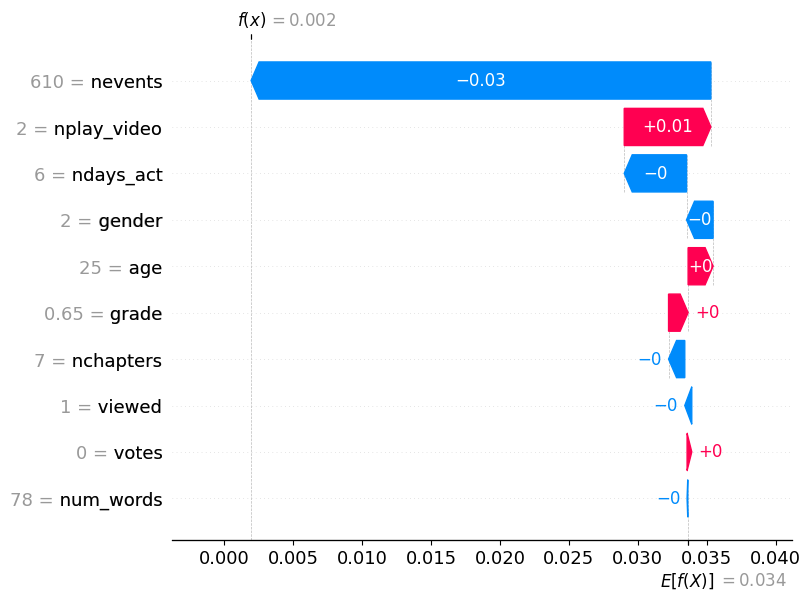 f(x) = 0.002
610 = nevents
−0.03
2 = nplay_video
+0.01
6 = ndays_act
−0
2 = gender
−0
25 = age
+0
0.65 = grade
+0
7 = nchapters
−0
1 = viewed
−0
0 = votes
+0
78 = num_words
−0
0.000 0.005 0.010 0.015 0.020 0.025 0.030 0.035 0.040
E[f(X)] = 0.034